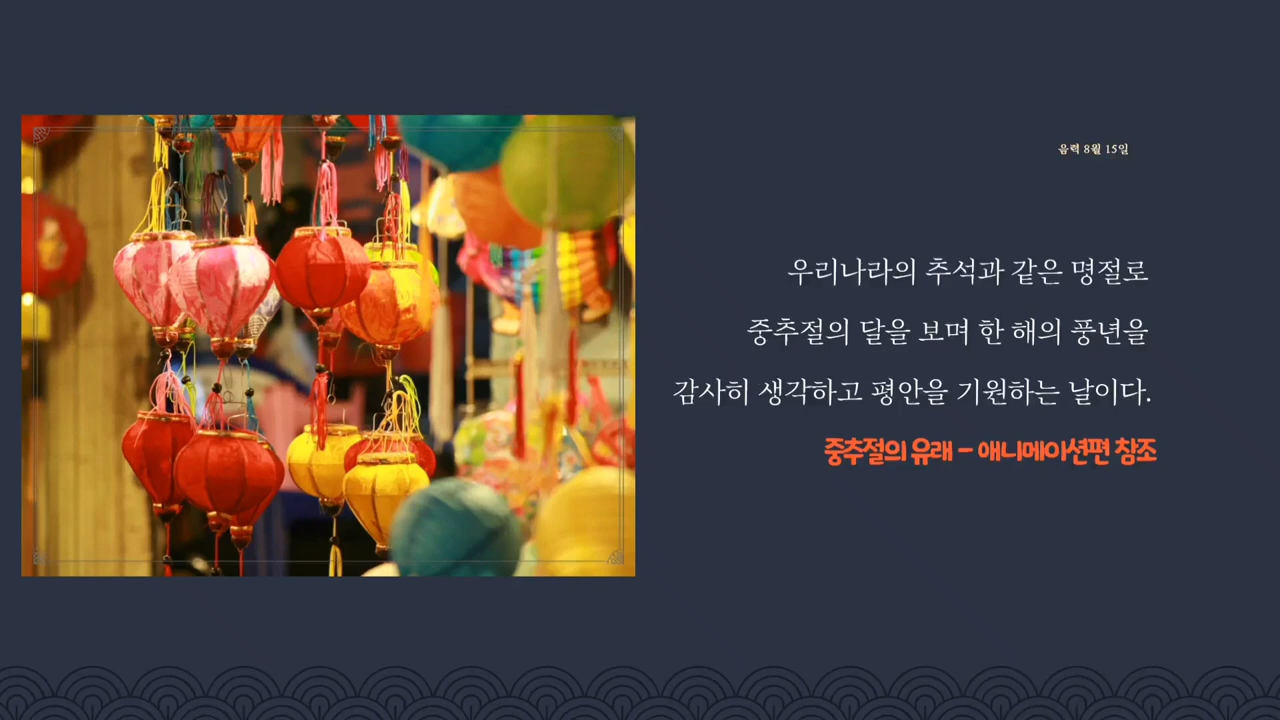 음력 8월 15일
우리나라의 추석과 같은 명절로
중추절의 달을 보며 한 해의 풍년을
감사히 생각하고 평안을 기원하는 날이다.
중추절의 유래 - 애니메이션편 참조